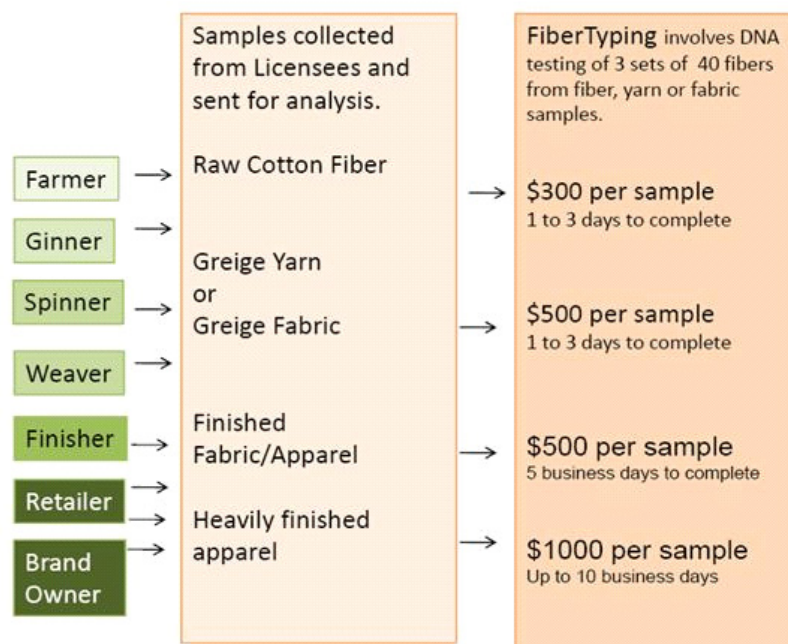 Farmer
Ginner
Spinner
Weaver
Finisher
Retailer
Brand
Owner
Samples collected
from Licensees and
sent for analysis.
Raw Cotton Fiber
Greige Yarn
or
Greige Fabric
Finished
Fabric/Apparel
Heavily finished
apparel
FiberTyping involves DNA
testing of 3 sets of 40 fibers
from fiber, yarn or fabric
samples.
$300 per sample
1 to 3 days to complete
$500 per sample
1 to 3 days to complete
$500 per sample
5 business days to complete
$1000 per sample
Up to 10 business days